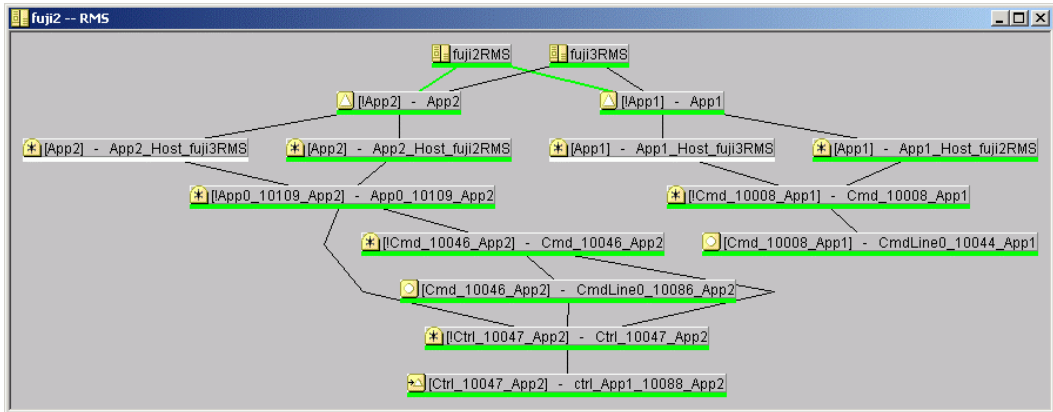 fuji2 -- RMS
fuji2RMS
fuji3RMS
[!App2] - App2
[!App1] - App1
[App2] - App2_Host_fuji3RMS
[App2] - App2_Host_fuji2RMS
[App1] - App1_Host_fuji3RMS
[App1] - App1_Host_fuji2RMS
[!App0_10109_App2] - App0_10109_App2
[!Cmd_10008_App1] - Cmd_10008_App1
[!Cmd_10046_App2] - Cmd_10046_App2
[Cmd_10008_App1] - CmdLine0_10044_App1
[Cmd_10046_App2] - CmdLine0_10086_App2
[!Ctrl_10047_App2] - Ctrl_10047_App2
[Ctrl_10047_App2] - ctrl_App1_10088_App2